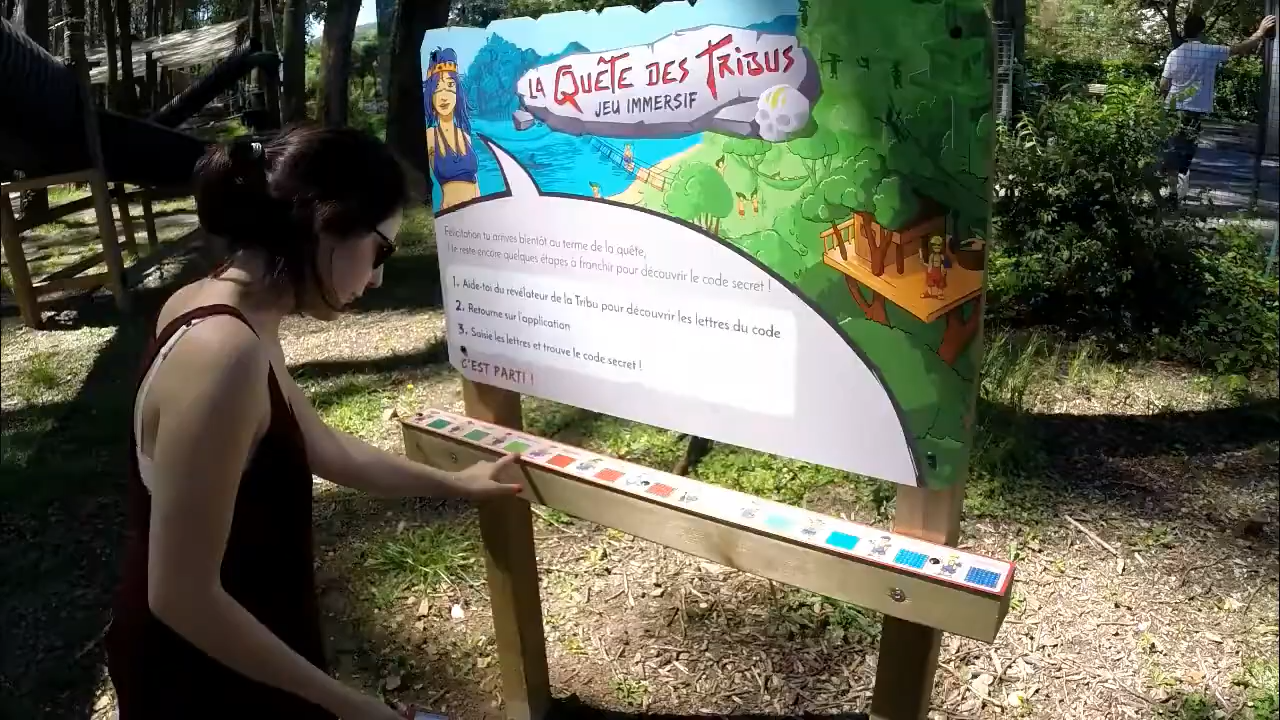 LA QUÊTE DES TRIBUS
JEU IMMERSIF
Félicitation tu arrives bientôt au terme de la quête,
Il te reste encore quelques étapes à franchir pour découvrir le code secret !
1. Aide-toi du revélateur de la Tribu pour découvrir les lettres du code
2. Retourne sur l'application
3. Saisie les lettres et trouve le code secret !
C'EST PARTI !